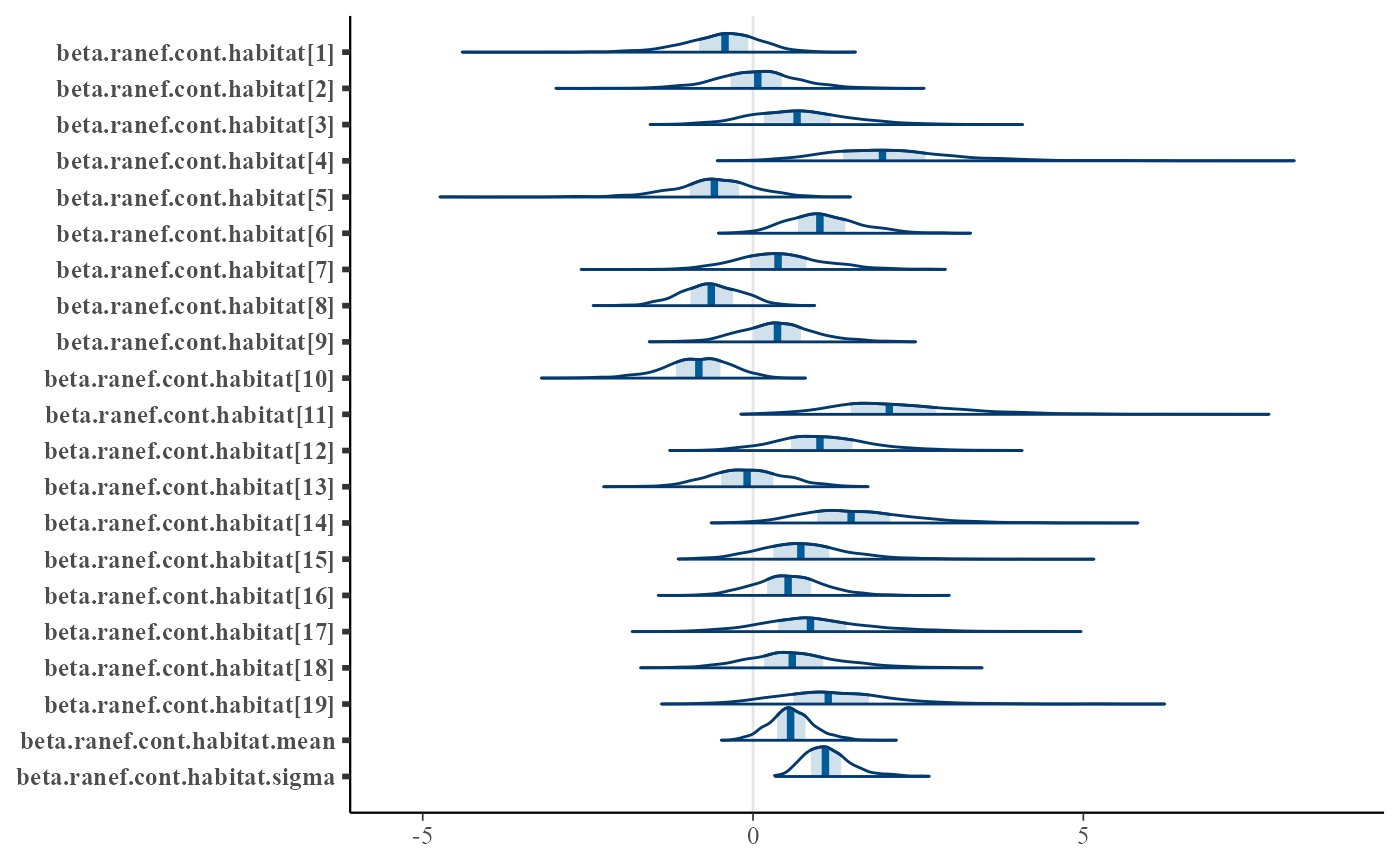 beta.ranef.cont.habitat[1]
beta.ranef.cont.habitat[2]
beta.ranef.cont.habitat[3]
beta.ranef.cont.habitat[4]
beta.ranef.cont.habitat[5]
beta.ranef.cont.habitat[6]
beta.ranef.cont.habitat[7]
beta.ranef.cont.habitat[8]
beta.ranef.cont.habitat[9]
beta.ranef.cont.habitat[10]
beta.ranef.cont.habitat[11]
beta.ranef.cont.habitat[12]
beta.ranef.cont.habitat[13]
beta.ranef.cont.habitat[14]
beta.ranef.cont.habitat[15]
beta.ranef.cont.habitat[16]
beta.ranef.cont.habitat[17]
beta.ranef.cont.habitat[18]
beta.ranef.cont.habitat[19]
beta.ranef.cont.habitat.mean
beta.ranef.cont.habitat.sigma
-5 0 5